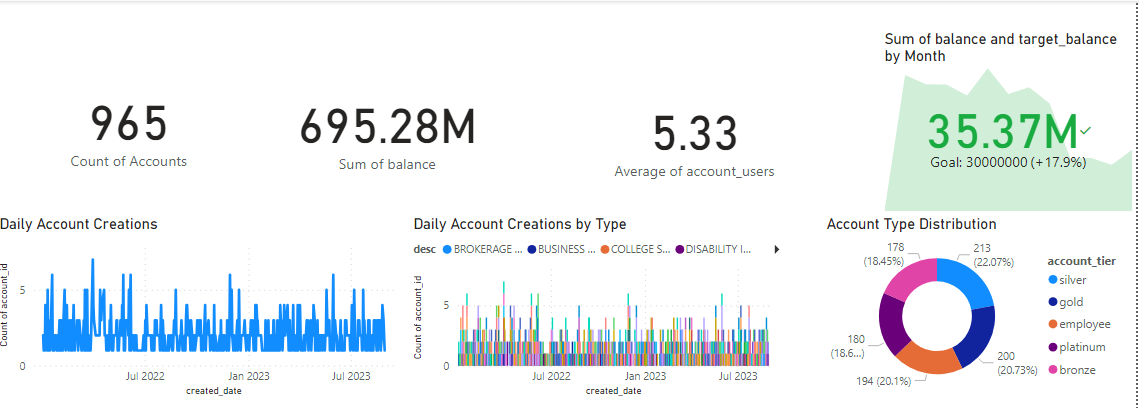 Sum of balance and target_balance
by Month
965
Count of Accounts
695.28M
Sum of balance
5.33
Average of account_users
35.37M
Goal: 30000000 (+17.9%)
Daily Account Creations
Count of account_id
5
0
Jul 2022
Jan 2023
Jul 2023
created_date
Daily Account Creations by Type
desc
BROKERAGE ...
BUSINESS ...
COLLEGE S...
DISABILITY I...
Count of account_id
5
0
Jul 2022
Jan 2023
Jul 2023
created_date
Account Type Distribution
178
(18.45%)
213
(22.07%)
180
(18.6...)
200
(20.73%)
194 (20.1%)
account_tier
silver
gold
employee
platinum
bronze